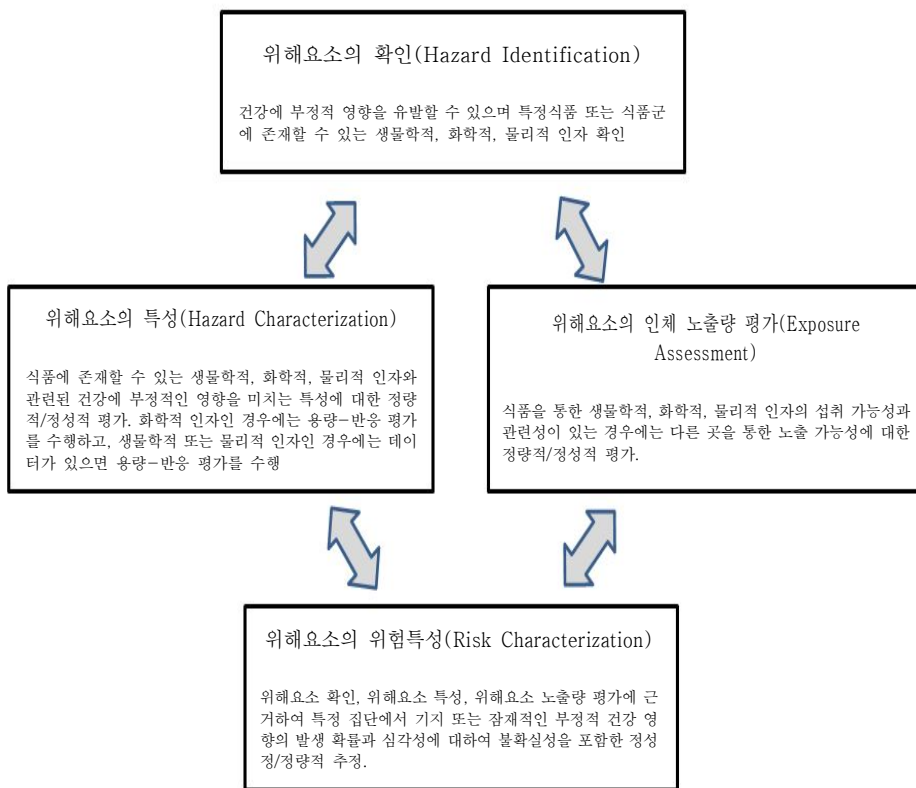 위해요소의 확인(Hazard Identification)
건강에 부정적 영향을 유발할 수 있으며 특정식품 또는 식품군
에 존재할 수 있는 생물학적, 화학적, 물리적 인자 확인
위해요소의 특성(Hazard Characterization)
식품에 존재할 수 있는 생물학적, 화학적, 물리적 인자와
관련된 건강에 부정적인 영향을 미치는 특성에 대한 정량
적/정성적 평가. 화학적 인자인 경우에는 용량-반응 평가
를 수행하고, 생물학적 또는 물리적 인자인 경우에는 데이
터가 있으면 용량-반응 평가를 수행
위해요소의 인체 노출량 평가(Exposure
Assessment)
식품을 통한 생물학적, 화학적, 물리적 인자의 섭취 가능성과
관련성이 있는 경우에는 다른 곳을 통한 노출 가능성에 대한
정량적/정성적 평가.
위해요소의 위험특성(Risk Characterization)
위해요소 확인, 위해요소 특성, 위해요소 노출량 평가에 근
거하여 특정 집단에서 기지 또는 잠재적인 부정적 건강 영
향의 발생 확률과 심각성에 대하여 불확실성을 포함한 정성
정/정량적 추정.